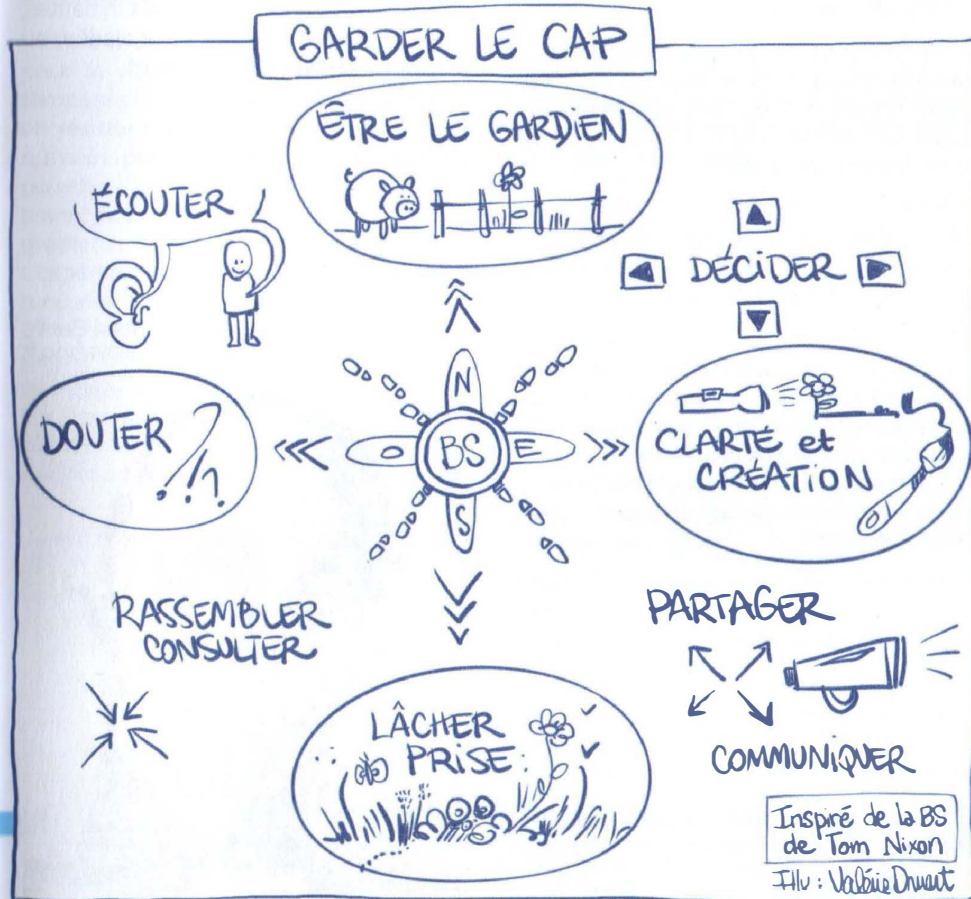 GARDER LE CAP
ÊTRE LE GARDIEN
ÉCOUTER
DÉCIDER
N
O
BS
E
S
DOUTER
?!?
CLARTÉ et
CRÉATION
RASSEMBLER
CONSULTER
PARTAGER
COMMUNIQUER
LÂCHER
PRISE
Inspiré de la BS
de Tom Nixon
Illu : Valérie